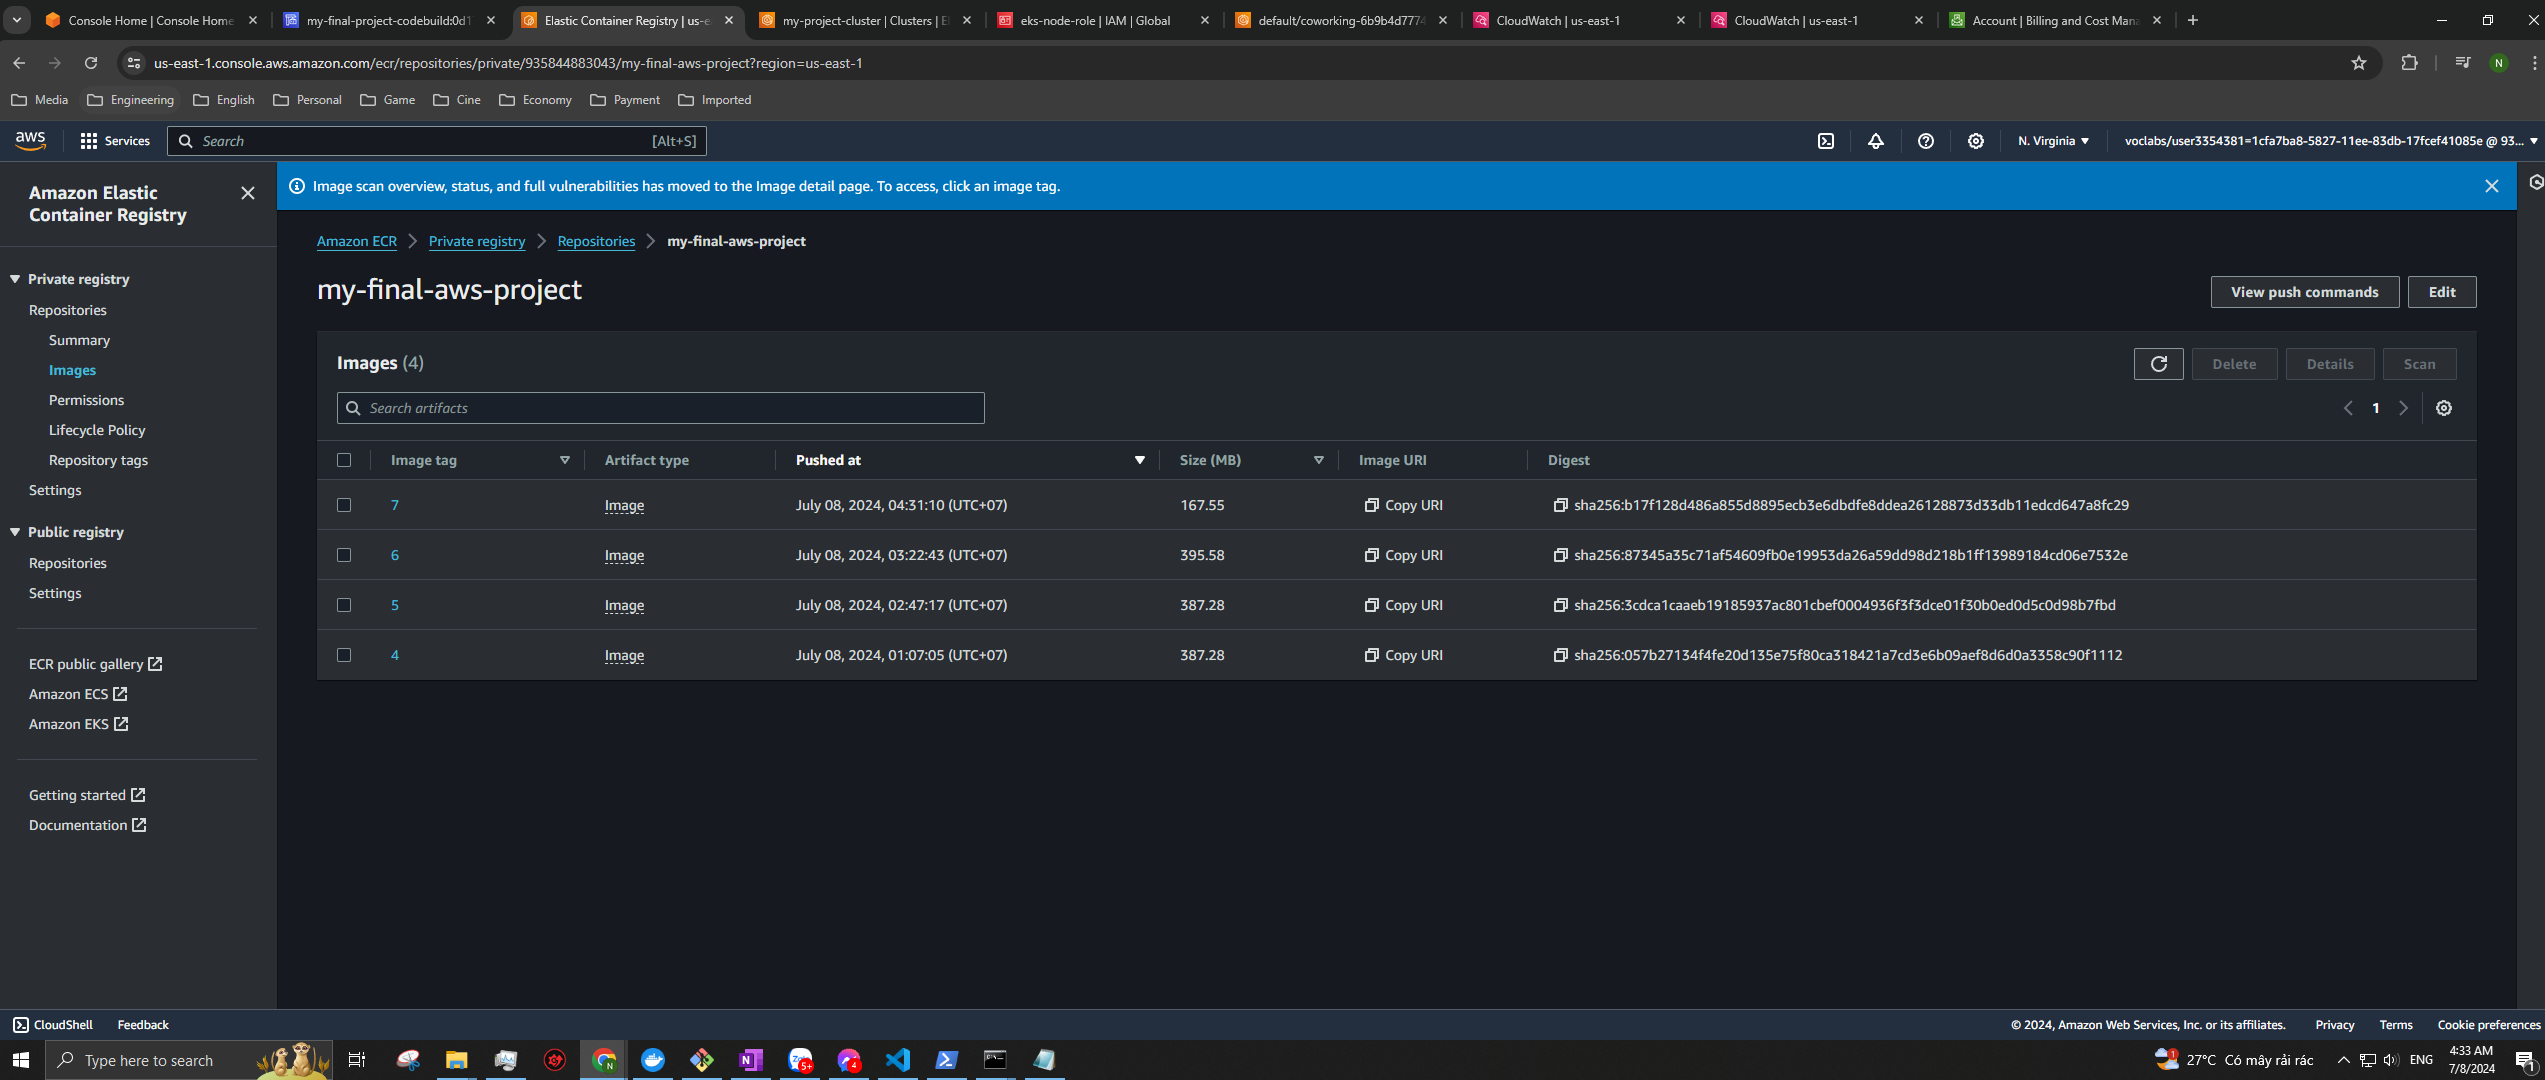 Console Home | Console Home
my-final-project-codebuild:0d1
Elastic Container Registry | us-e
my-project-cluster | Clusters | El
eks-node-role | IAM | Global
default/coworking-6b9b4d7774
CloudWatch | us-east-1
CloudWatch | us-east-1
Account | Billing and Cost Man
us-east-1.console.aws.amazon.com/ecr/repositories/private/935844883043/my-final-aws-project?region=us-east-1
N
Media Engineering English Personal Game Cine Economy Payment Imported
aws Services Search [Alt+S] N. Virginia voclabs/user3354381=1cfa7ba8-5827-11ee-83db-17fcef41085e @ 93...
Amazon Elastic
Container Registry
Private registry
Repositories
Summary
Images
Permissions
Lifecycle Policy
Repository tags
Settings
Public registry
Repositories
Settings
ECR public gallery
Amazon ECS
Amazon EKS
Getting started
Documentation
Image scan overview, status, and full vulnerabilities has moved to the Image detail page. To access, click an image tag.
Amazon ECR Private registry Repositories my-final-aws-project
my-final-aws-project
View push commands Edit
Images (4)
Delete Details Scan
Search artifacts
1
Image tag Artifact type Pushed at Size (MB) Image URI Digest
7 Image July 08, 2024, 04:31:10 (UTC+07) 167.55 Copy URI sha256:b17f128d486a855d8895ecb3e6dbdfe8ddea26128873d33db11edcd647a8fc29
6 Image July 08, 2024, 03:22:43 (UTC+07) 395.58 Copy URI sha256:87345a35c71af54609fb0e19953da26a59dd98d218b1ff13989184cd06e7532e
5 Image July 08, 2024, 02:47:17 (UTC+07) 387.28 Copy URI sha256:3cdca1caaeb19185937ac801cbef0004936f3f3dce01f30b0ed0d5c0d98b7fbd
4 Image July 08, 2024, 01:07:05 (UTC+07) 387.28 Copy URI sha256:057b27134f4fe20d135e75f80ca318421a7cd3e6b09aef8d6d0a3358c90f1112
CloudShell Feedback
© 2024, Amazon Web Services, Inc. or its affiliates. Privacy Terms Cookie preferences
Type here to search
N
N
5+
4
1
27°C Có mây rải rác
ENG
4:33 AM
7/8/2024
1